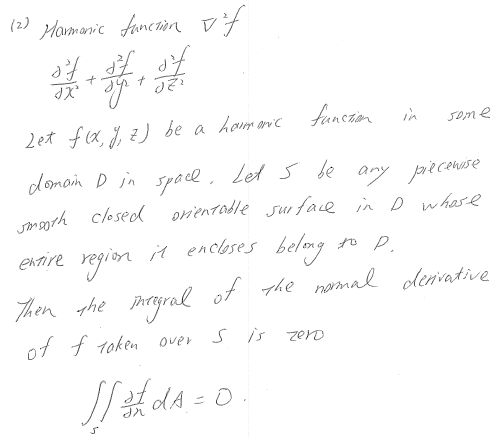 (2) Harmonic function ∇²f
∂²f/∂x² + ∂²f/∂y² + ∂²f/∂z²
Let f(x, y, z) be a harmonic function in some
domain D in space. Let S be any piecewise
smooth closed orientable surface in D whose
entire region it encloses belong to D.
Then the integral of the normal derivative
of f taken over S is zero
∬_S ∂f/∂n dA = 0.